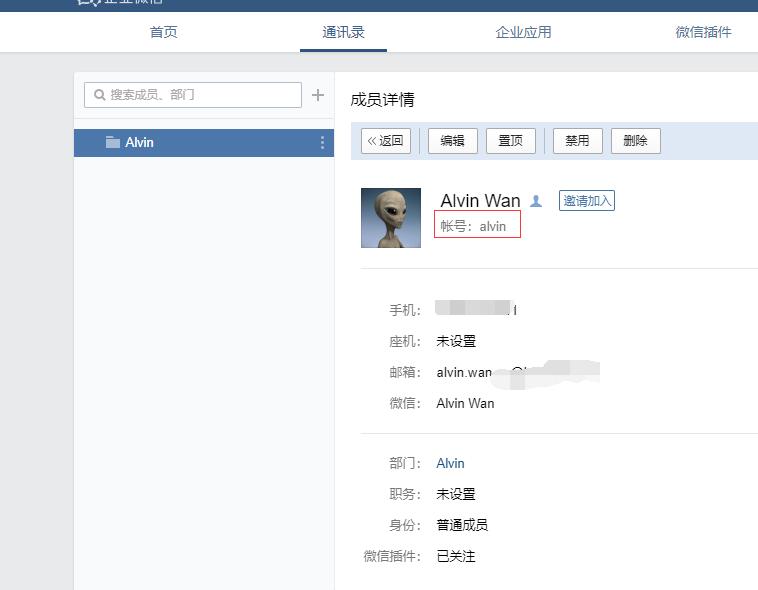 企业微信
首页 通讯录 企业应用 微信插件
搜索成员、部门
Alvin
成员详情
返回 编辑 置顶 禁用 删除
Alvin Wan 邀请加入
帐号：alvin
手机：
座机： 未设置
邮箱： alvin.wan
微信： Alvin Wan
部门： Alvin
职务： 未设置
身份： 普通成员
微信插件： 已关注